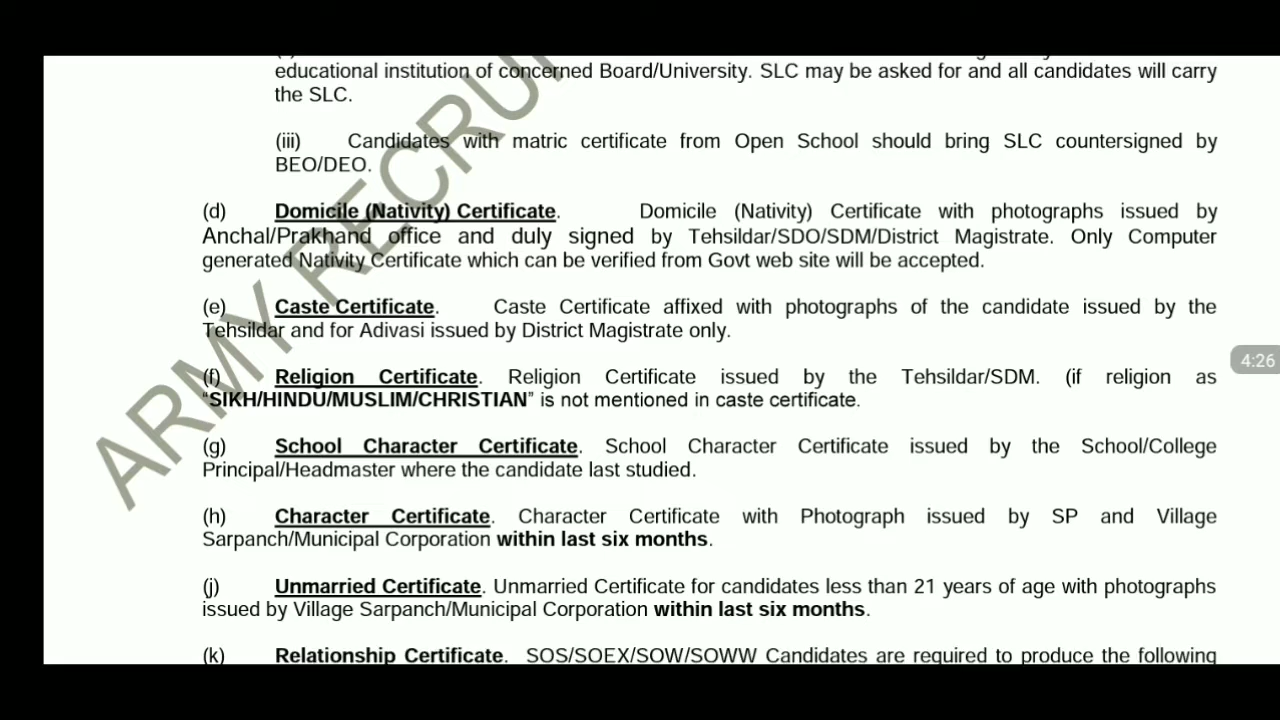 educational institution of concerned Board/University. SLC may be asked for and all candidates will carry
the SLC.
(iii) Candidates with matric certificate from Open School should bring SLC countersigned by
BEO/DEO.
(d) Domicile (Nativity) Certificate. Domicile (Nativity) Certificate with photographs issued by
Anchal/Prakhand office and duly signed by Tehsildar/SDO/SDM/District Magistrate. Only Computer
generated Nativity Certificate which can be verified from Govt web site will be accepted.
(e) Caste Certificate. Caste Certificate affixed with photographs of the candidate issued by the
Tehsildar and for Adivasi issued by District Magistrate only.
(f) Religion Certificate. Religion Certificate issued by the Tehsildar/SDM. (if religion as
“SIKH/HINDU/MUSLIM/CHRISTIAN” is not mentioned in caste certificate.
(g) School Character Certificate. School Character Certificate issued by the School/College
Principal/Headmaster where the candidate last studied.
(h) Character Certificate. Character Certificate with Photograph issued by SP and Village
Sarpanch/Municipal Corporation within last six months.
(j) Unmarried Certificate. Unmarried Certificate for candidates less than 21 years of age with photographs
issued by Village Sarpanch/Municipal Corporation within last six months.
(k) Relationship Certificate. SOS/SOEX/SOW/SOWW Candidates are required to produce the following
ARMY RECRU
4:26